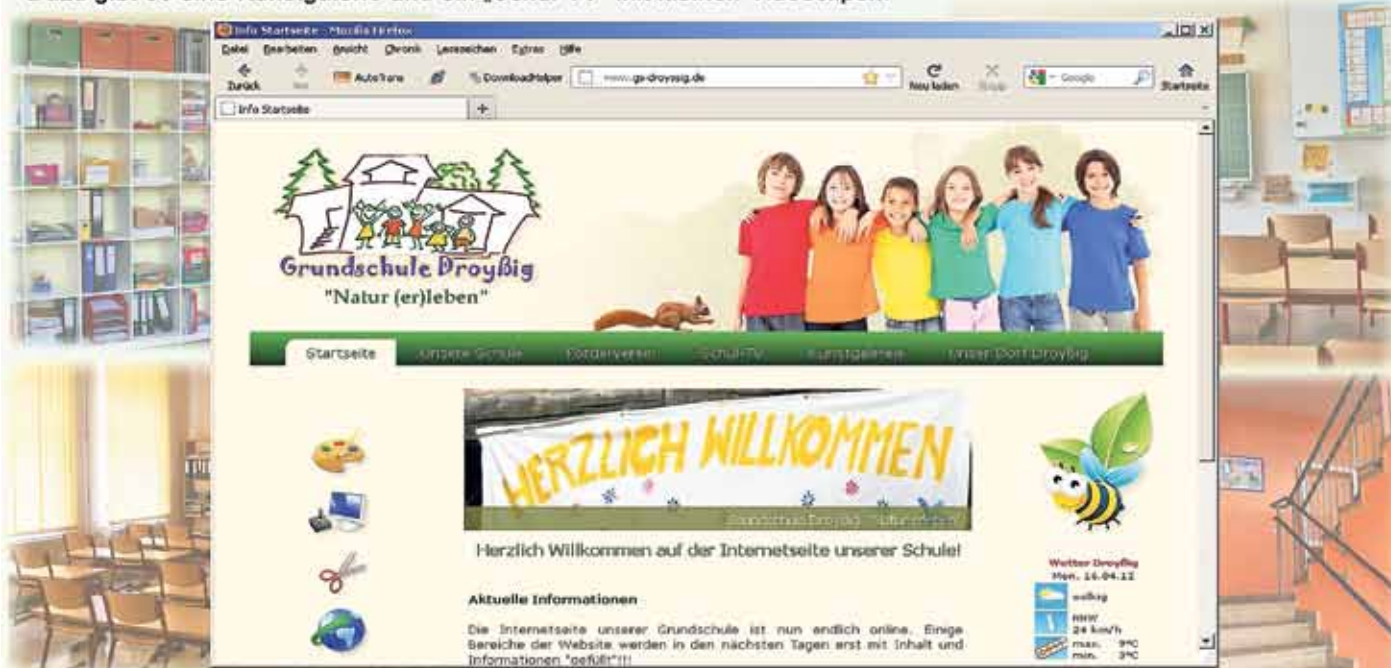 Info Startseite - Mozilla Firefox
Datei Bearbeiten Ansicht Chronik Lesezeichen Extras Hilfe
Zurück AutoTrans DownloadHelper www.gs-droyssig.de Neu laden Google Startseite
Info Startseite +
Grundschule Droyßig
"Natur (er)leben"
Startseite Unsere Schule Förderverein Schul-TV Kunstgalerie Unser Dorf Droyßig
HERZLICH WILLKOMMEN
Herzlich Willkommen auf der Internetseite unserer Schule!
Aktuelle Informationen
Die Internetseite unserer Grundschule ist nun endlich online. Einige
Bereiche der Website werden in den nächsten Tagen erst mit Inhalt und
Informationen "gefüllt"!!!
Wetter Droyßig
Mon. 16.04.12
wolkig
NNW
24 km/h
max. 9°C
min. 3°C